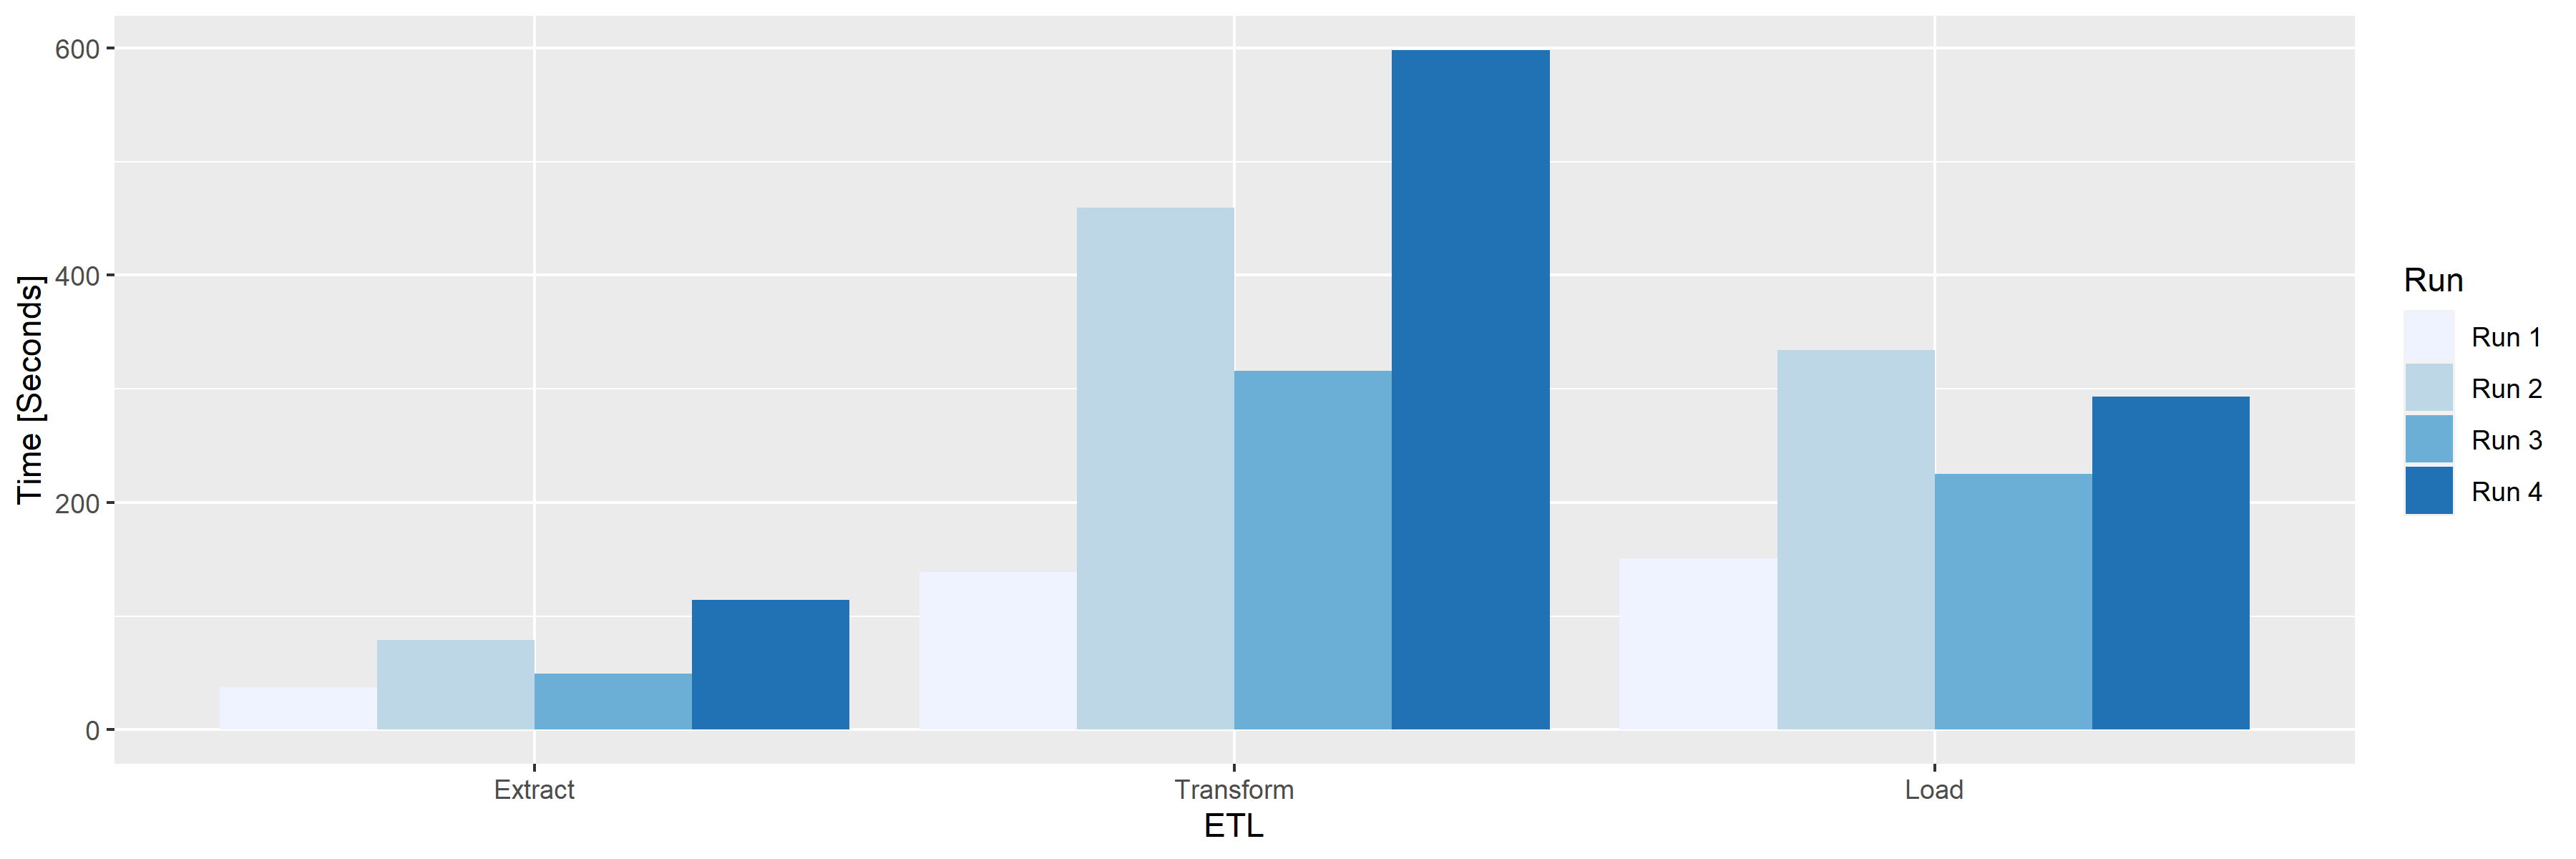 Time [Seconds]
600
400
200
0
Extract
Transform
Load
ETL
Run
Run 1
Run 2
Run 3
Run 4